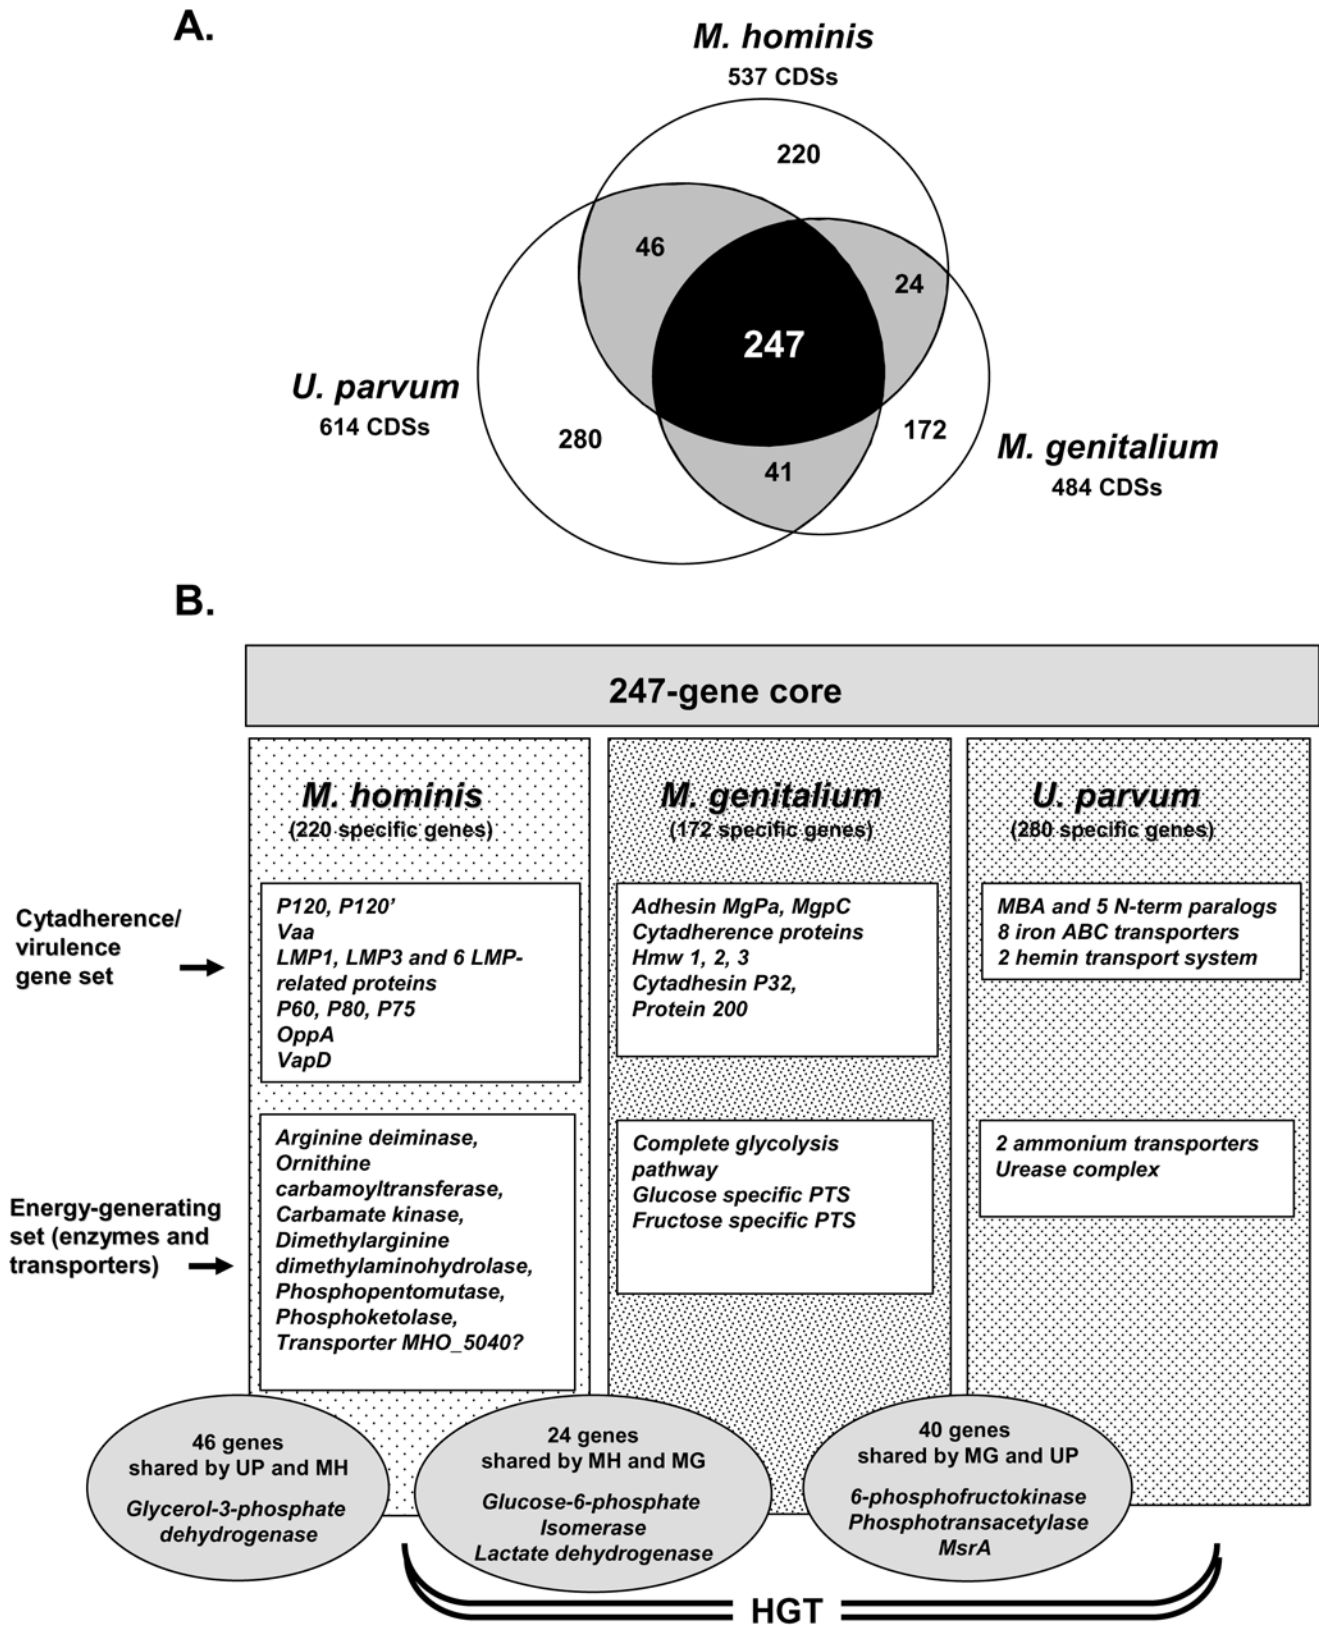 A.
M. hominis
537 CDSs
220
46
24
247
U. parvum
614 CDSs
280
172
41
M. genitalium
484 CDSs
B.
247-gene core
M. hominis
(220 specific genes)
M. genitalium
(172 specific genes)
U. parvum
(280 specific genes)
Cytadherence/
virulence
gene set
P120, P120’
Vaa
LMP1, LMP3 and 6 LMP-
related proteins
P60, P80, P75
OppA
VapD
Adhesin MgPa, MgpC
Cytadherence proteins
Hmw 1, 2, 3
Cytadhesin P32,
Protein 200
MBA and 5 N-term paralogs
8 iron ABC transporters
2 hemin transport system
Energy-generating
set (enzymes and
transporters)
Arginine deiminase,
Ornithine
carbamoyltransferase,
Carbamate kinase,
Dimethylarginine
dimethylaminohydrolase,
Phosphopentomutase,
Phosphoketolase,
Transporter MHO_5040?
Complete glycolysis
pathway
Glucose specific PTS
Fructose specific PTS
2 ammonium transporters
Urease complex
46 genes
shared by UP and MH
Glycerol-3-phosphate
dehydrogenase
24 genes
shared by MH and MG
Glucose-6-phosphate
Isomerase
Lactate dehydrogenase
40 genes
shared by MG and UP
6-phosphofructokinase
Phosphotransacetylase
MsrA
HGT